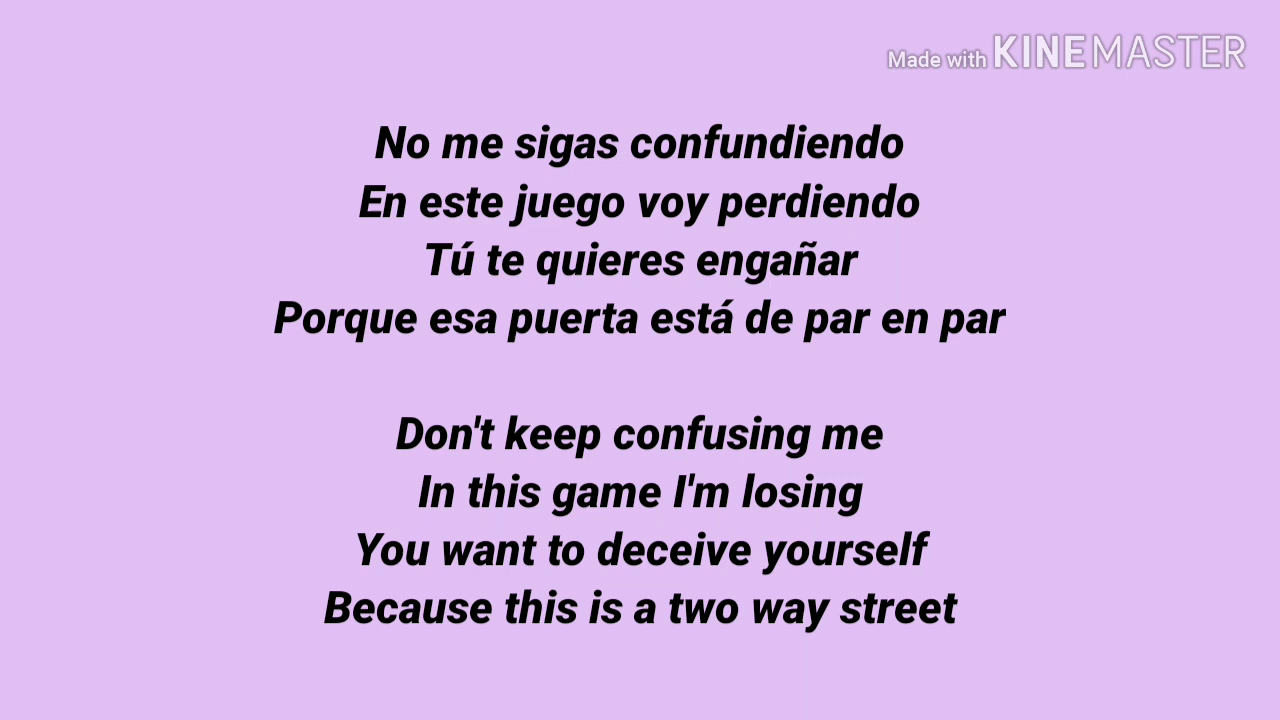 Made with KINEMASTER
No me sigas confundiendo
En este juego voy perdiendo
Tú te quieres engañar
Porque esa puerta está de par en par
Don't keep confusing me
In this game I'm losing
You want to deceive yourself
Because this is a two way street